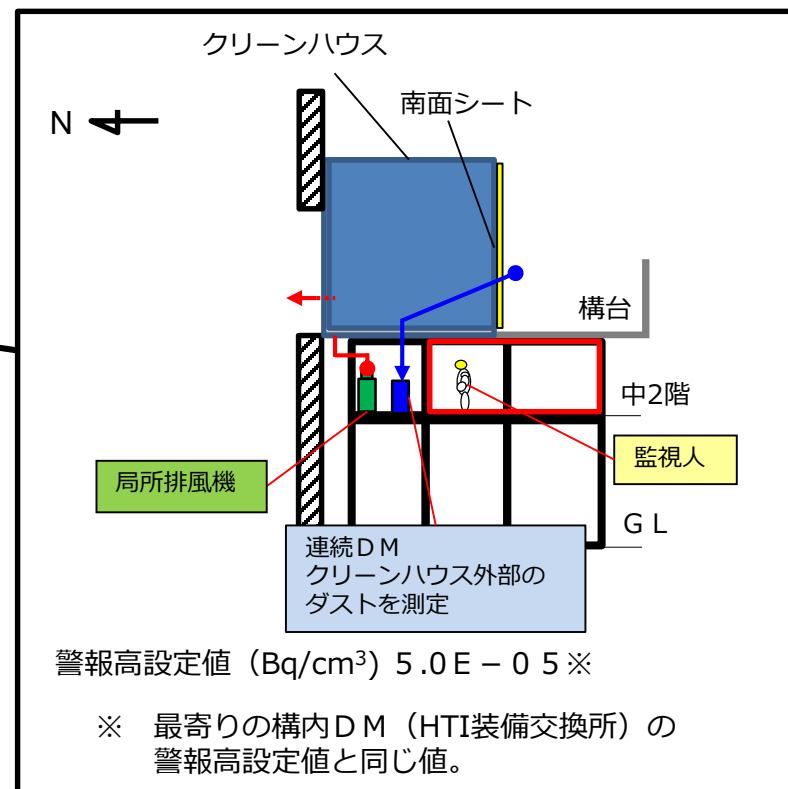 クリーンハウス
南面シート
N
構台
中2階
監視人
局所排風機
GL
連続DM
クリーンハウス外部の
ダストを測定
警報高設定値（Bq/cm³) ５.０E－０５※
※　最寄りの構内DM（HTI装備交換所）の
警報高設定値と同じ値。